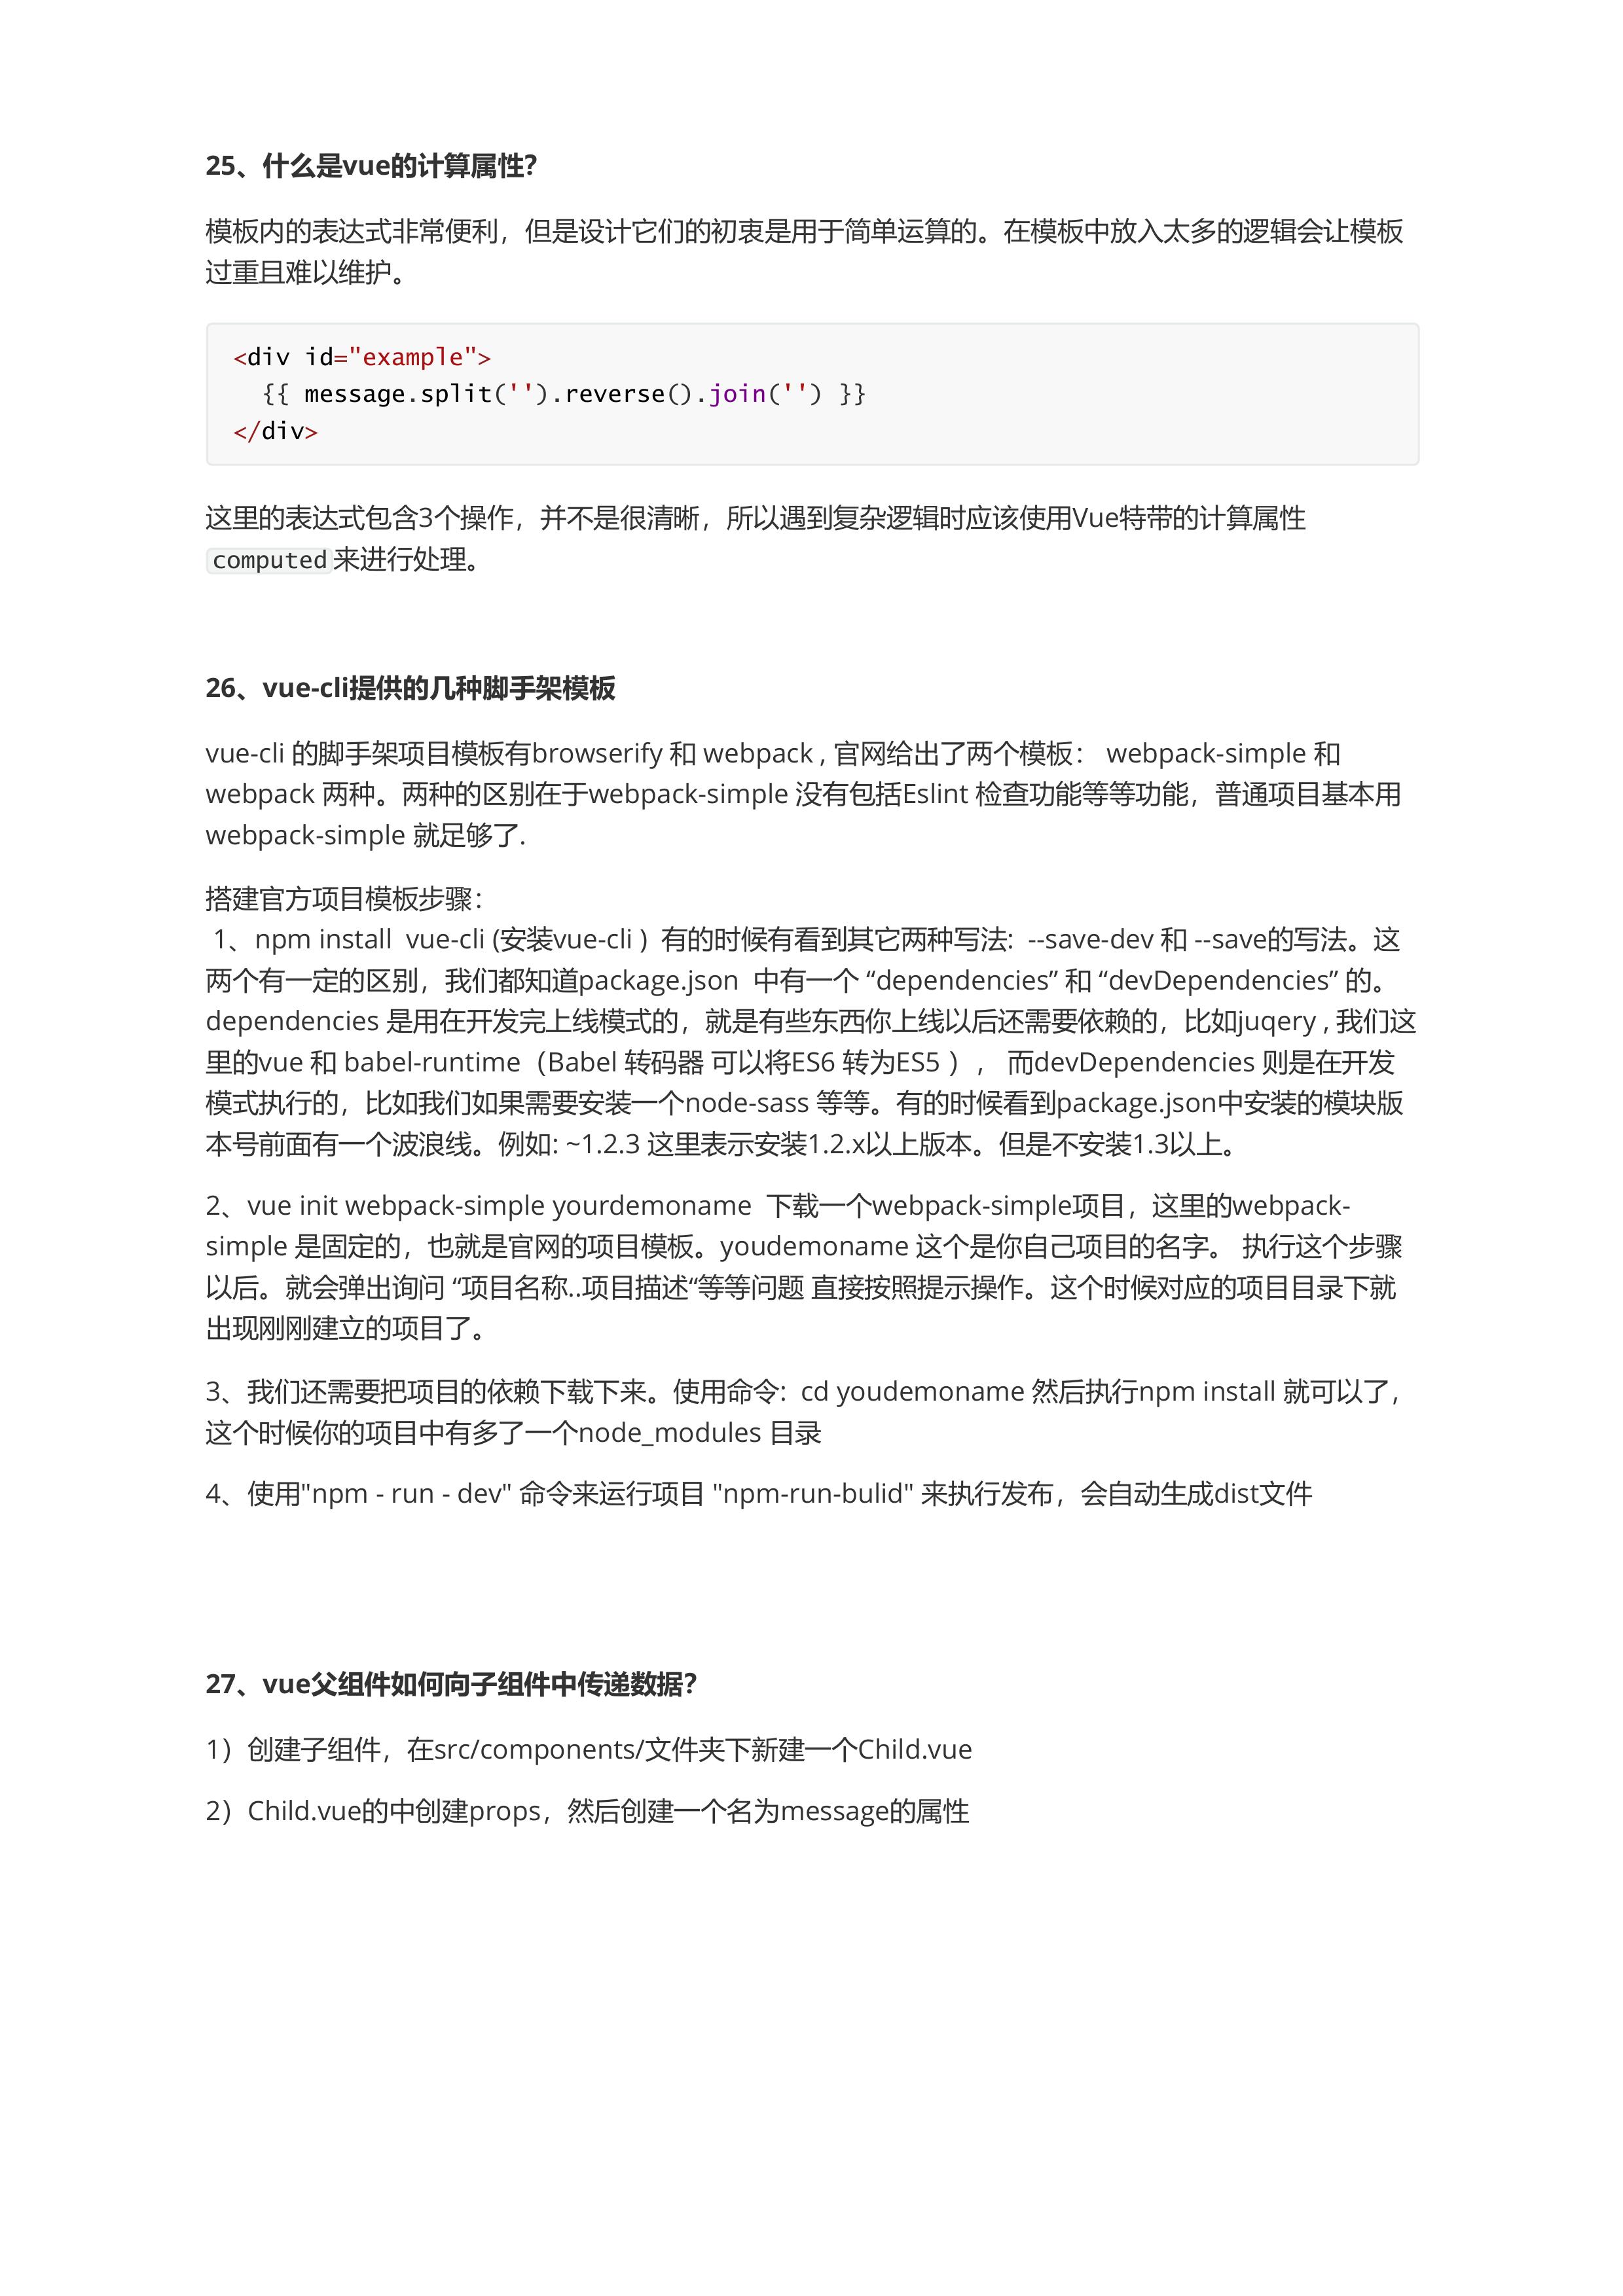 25、什么是vue的计算属性？
模板内的表达式非常便利，但是设计它们的初衷是用于简单运算的。在模板中放入太多的逻辑会让模板
过重且难以维护。
<div id="example">
  {{ message.split('').reverse().join('') }}
</div>
这里的表达式包含3个操作，并不是很清晰，所以遇到复杂逻辑时应该使用Vue特带的计算属性
computed来进行处理。
26、vue-cli提供的几种脚手架模板
vue-cli 的脚手架项目模板有browserify 和 webpack , 官网给出了两个模板： webpack-simple 和
webpack 两种。两种的区别在于webpack-simple 没有包括Eslint 检查功能等等功能，普通项目基本用
webpack-simple 就足够了.
搭建官方项目模板步骤：
1、npm install  vue-cli (安装vue-cli )  有的时候有看到其它两种写法:  --save-dev 和 --save的写法。这
两个有一定的区别，我们都知道package.json  中有一个 “dependencies” 和 “devDependencies” 的。
dependencies 是用在开发完上线模式的，就是有些东西你上线以后还需要依赖的，比如juqery , 我们这
里的vue 和 babel-runtime（Babel 转码器 可以将ES6 转为ES5 ）， 而devDependencies 则是在开发
模式执行的，比如我们如果需要安装一个node-sass 等等。有的时候看到package.json中安装的模块版
本号前面有一个波浪线。例如: ~1.2.3 这里表示安装1.2.x以上版本。但是不安装1.3以上。
2、vue init webpack-simple yourdemoname  下载一个webpack-simple项目，这里的webpack-
simple 是固定的，也就是官网的项目模板。youdemoname 这个是你自己项目的名字。 执行这个步骤
以后。就会弹出询问 “项目名称..项目描述“等等问题 直接按照提示操作。这个时候对应的项目目录下就
出现刚刚建立的项目了。
3、我们还需要把项目的依赖下载下来。使用命令:  cd youdemoname 然后执行npm install 就可以了，
这个时候你的项目中有多了一个node_modules 目录
4、使用"npm - run - dev" 命令来运行项目 "npm-run-bulid" 来执行发布，会自动生成dist文件
27、vue父组件如何向子组件中传递数据？
1）创建子组件，在src/components/文件夹下新建一个Child.vue
2）Child.vue的中创建props，然后创建一个名为message的属性